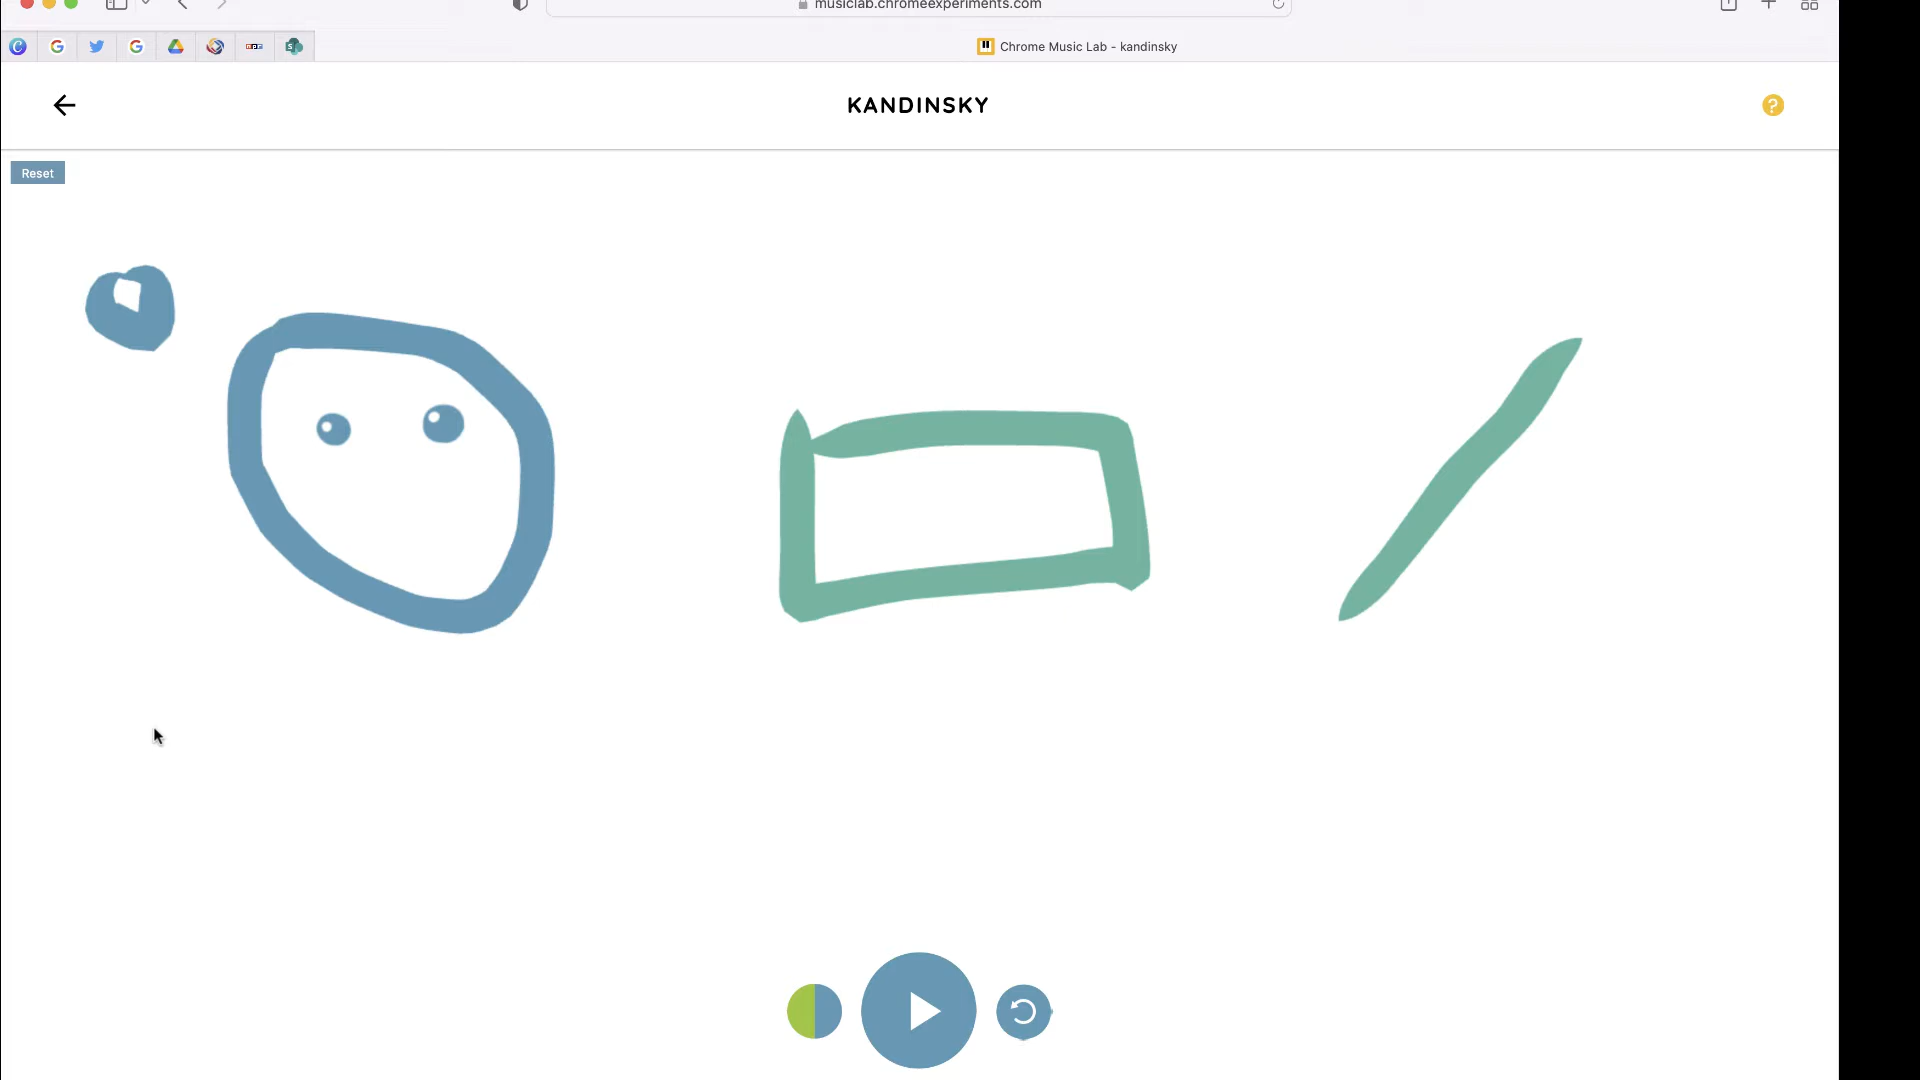 musiclab.chromeexperiments.com
Chrome Music Lab - kandinsky
KANDINSKY
?
Reset